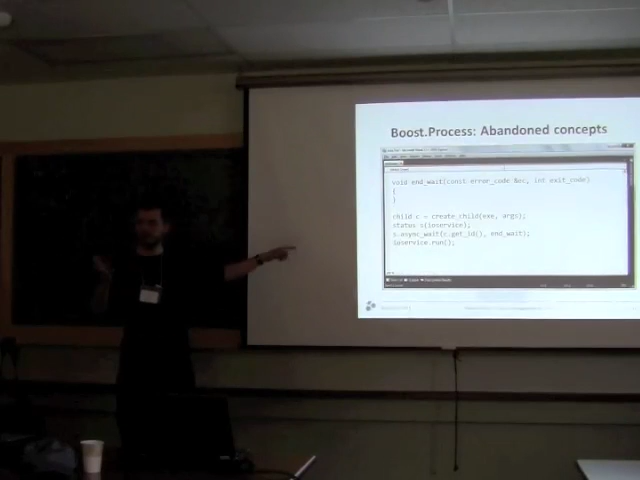 Boost.Process: Abandoned concepts
void end_wait(const error_code &ec, int exit_code)
{
}
child c = create_child(exe, args);
status s(ioservice);
s.async_wait(c.get_id(), end_wait);
ioservice.run();